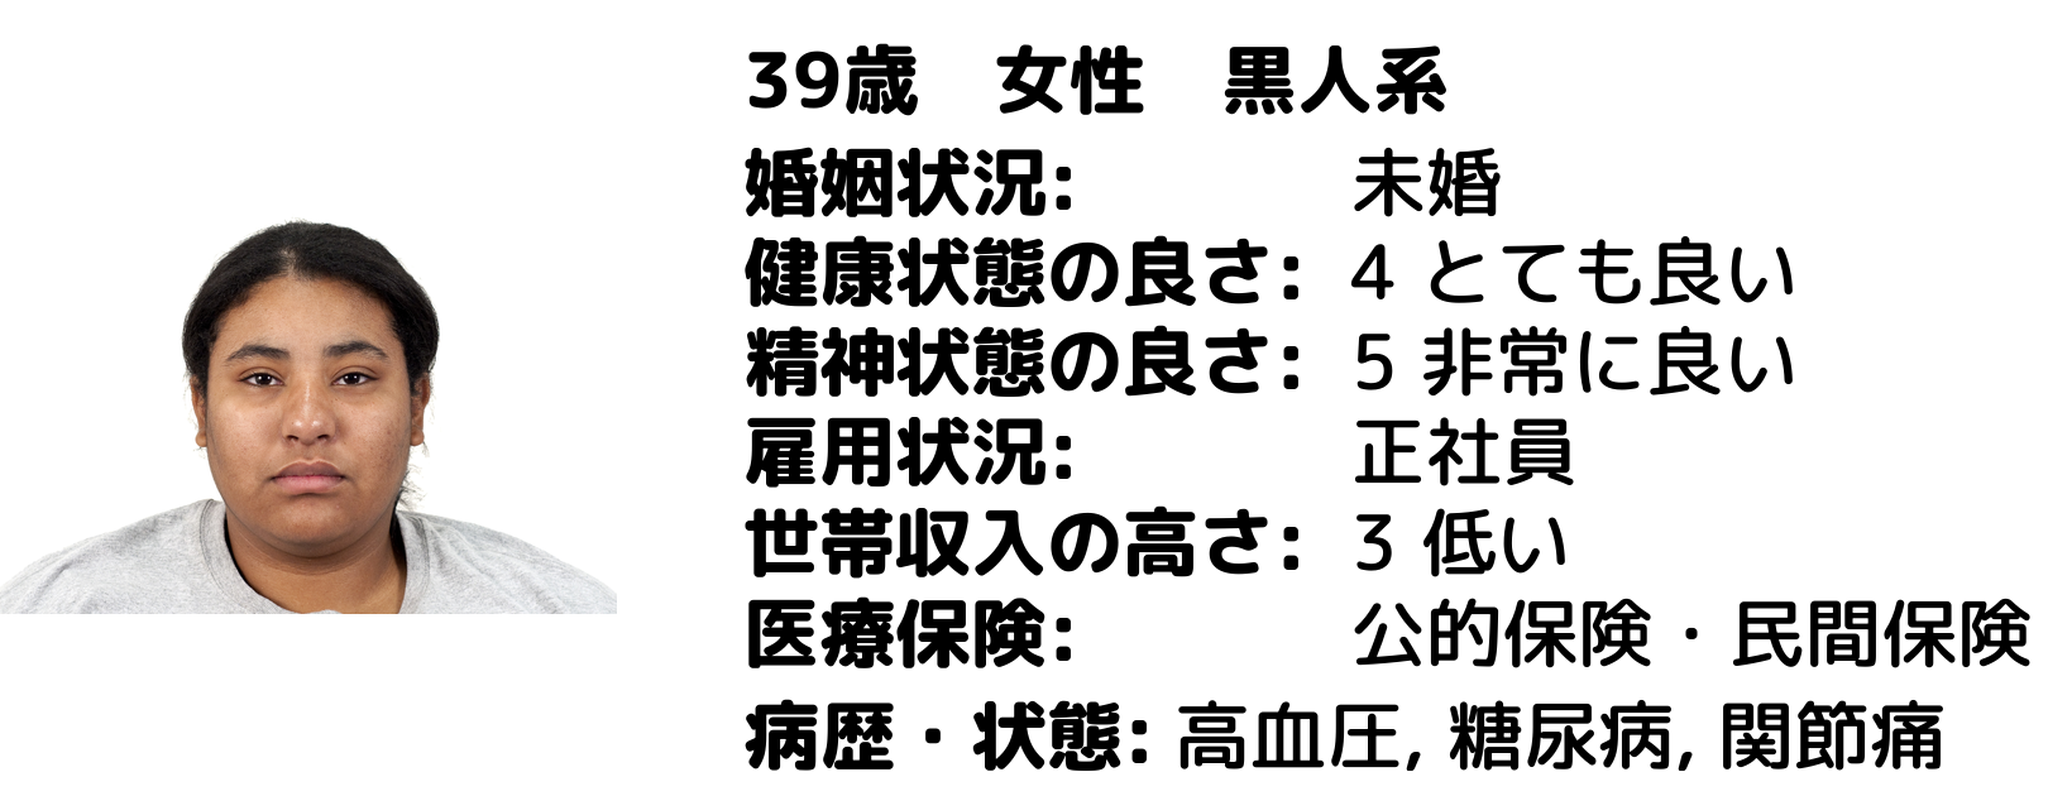 39歳　女性　黒人系
婚姻状況: 未婚
健康状態の良さ: 4 とても良い
精神状態の良さ: 5 非常に良い
雇用状況: 正社員
世帯収入の高さ: 3 低い
医療保険: 公的保険・民間保険
病歴・状態: 高血圧, 糖尿病, 関節痛